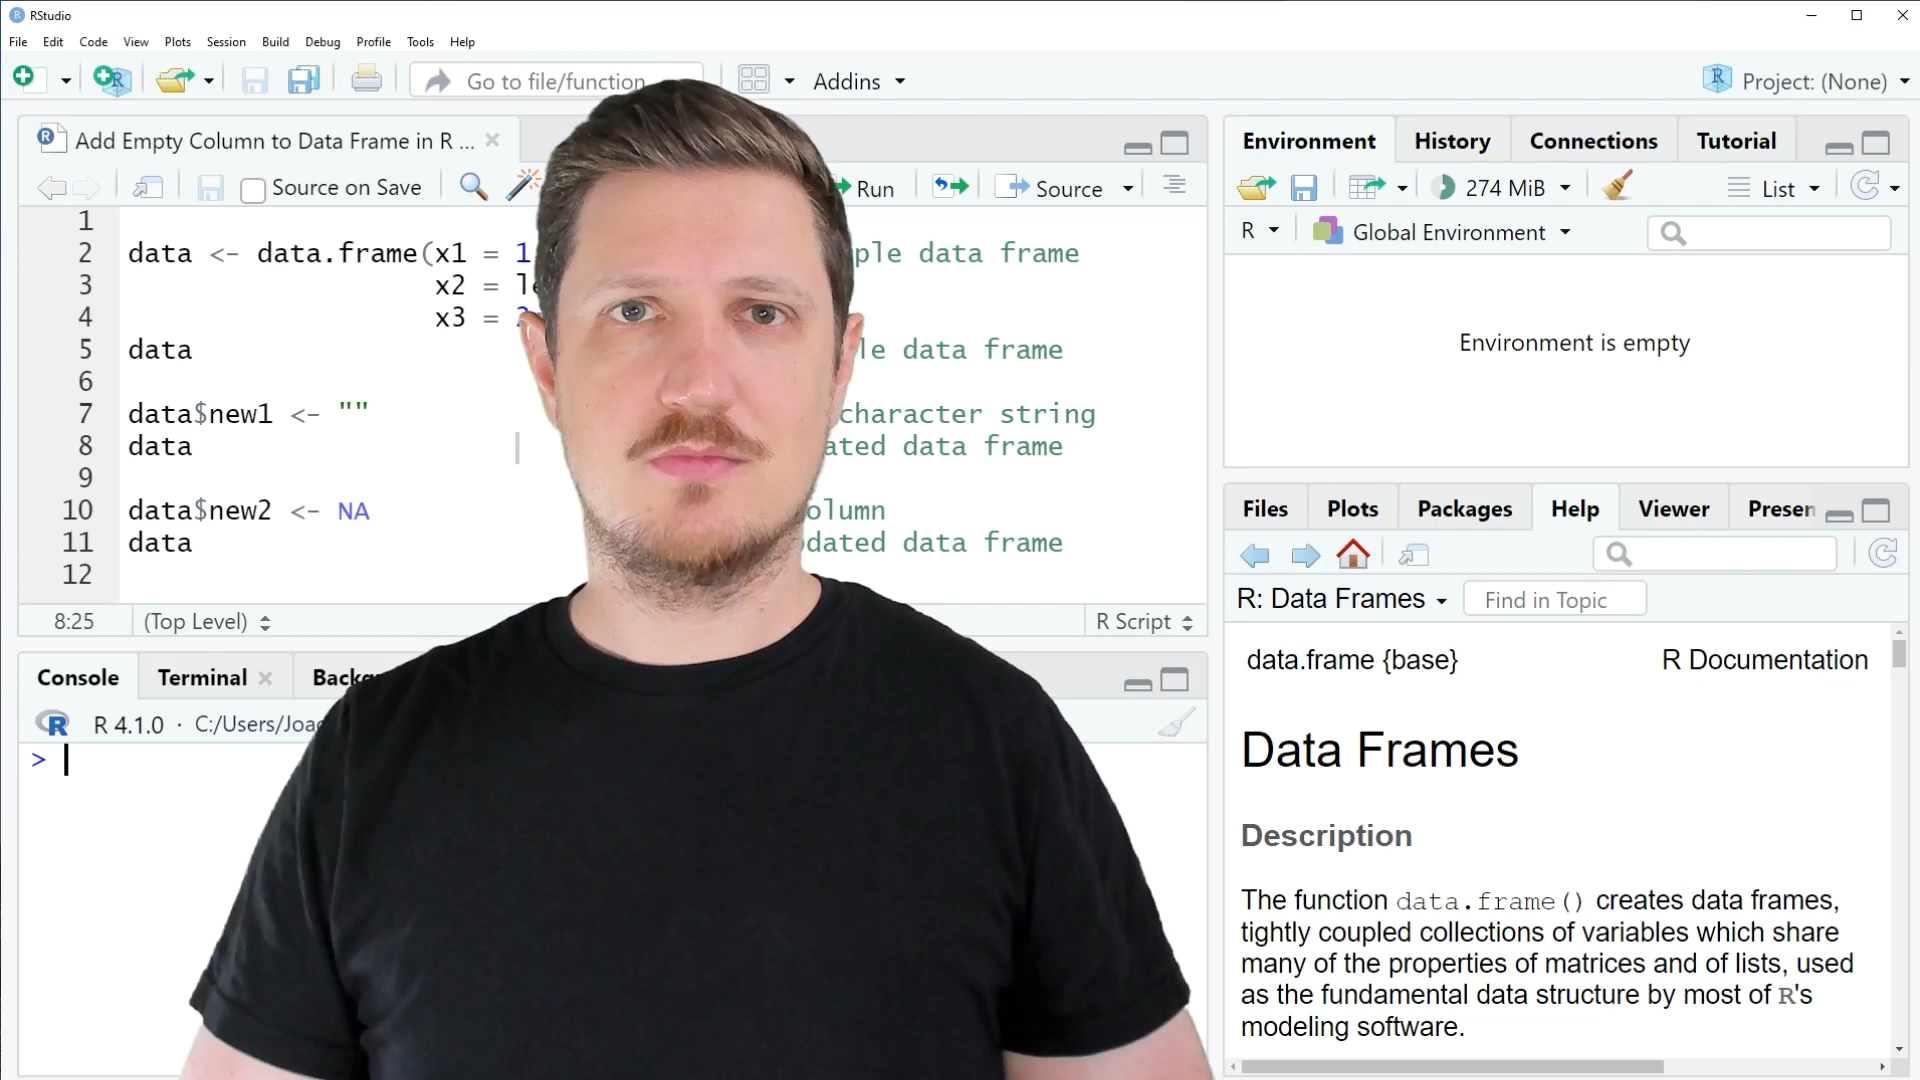 RStudio
File Edit Code View Plots Session Build Debug Profile Tools Help
Go to file/function Addins Project: (None)
Add Empty Column to Data Frame in R ...
Source on Save Run Source
1
2 data <- data.frame(x1 = 1 data frame
3 x2 =
4 x3 =
5 data data frame
6
7 data$new1 <- "" character string
8 data data frame
9
10 data$new2 <- NA
11 data data frame
12
8:25 (Top Level) R Script
Console Terminal
R 4.1.0 · C:/Users/
>
Environment History Connections Tutorial
274 MiB List
R Global Environment
Environment is empty
Files Plots Packages Help Viewer
R: Data Frames Find in Topic
data.frame {base} R Documentation
Data Frames
Description
The function data.frame() creates data frames,
tightly coupled collections of variables which share
many of the properties of matrices and of lists, used
as the fundamental data structure by most of R's
modeling software.